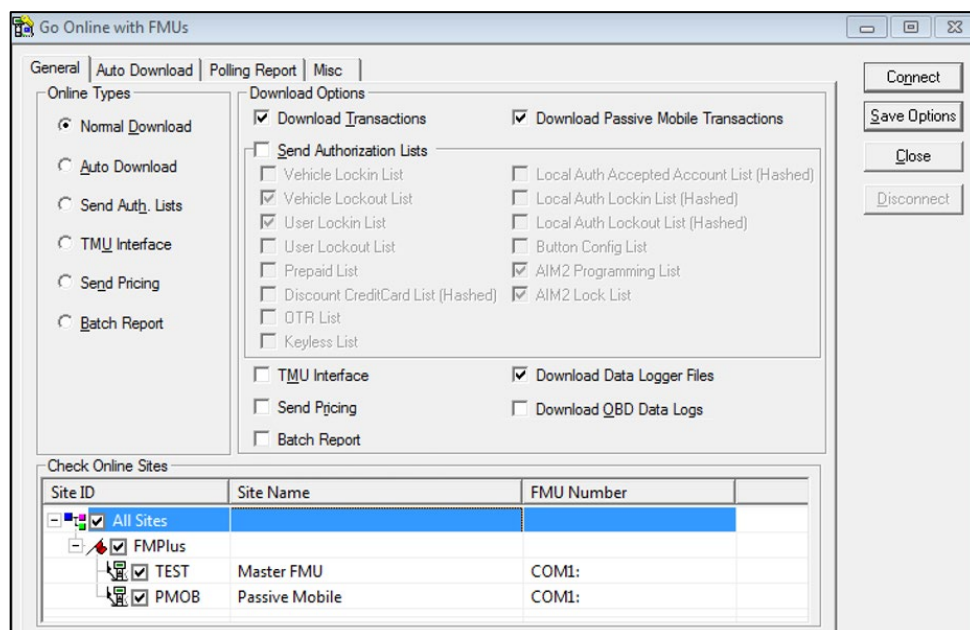 Go Online with FMUs
General Auto Download Polling Report Misc
Connect
Save Options
Close
Disconnect
Online Types
Normal Download
Auto Download
Send Auth. Lists
TMU Interface
Send Pricing
Batch Report
Download Options
Download Transactions Download Passive Mobile Transactions
Send Authorization Lists
Vehicle Lockin List Local Auth Accepted Account List (Hashed)
Vehicle Lockout List Local Auth Lockin List (Hashed)
User Lockin List Local Auth Lockout List (Hashed)
User Lockout List Button Config List
Prepaid List AIM2 Programming List
Discount CreditCard List (Hashed) AIM2 Lock List
OTR List
Keyless List
TMU Interface Download Data Logger Files
Send Pricing Download OBD Data Logs
Batch Report
Check Online Sites
Site ID Site Name FMU Number
All Sites
FMPlus
TEST Master FMU COM1:
PMOB Passive Mobile COM1: